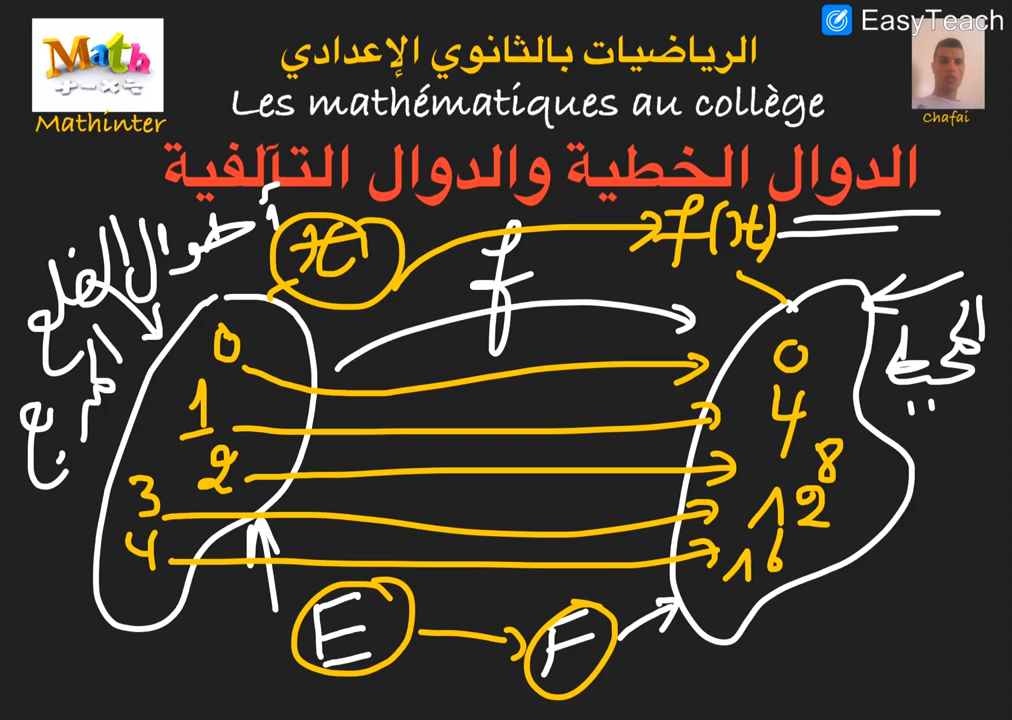 EasyTeach
Math
+ - × ÷
Mathinter
الرياضيات بالثانوي الإعدادي
Les mathématiques au collège
Chafai
الدوال الخطية والدوال التآلفية
أطوال الضلع
المربع
x
f
f(x)
المحيط
0 0
1 4
2 8
3 12
4 16
E F